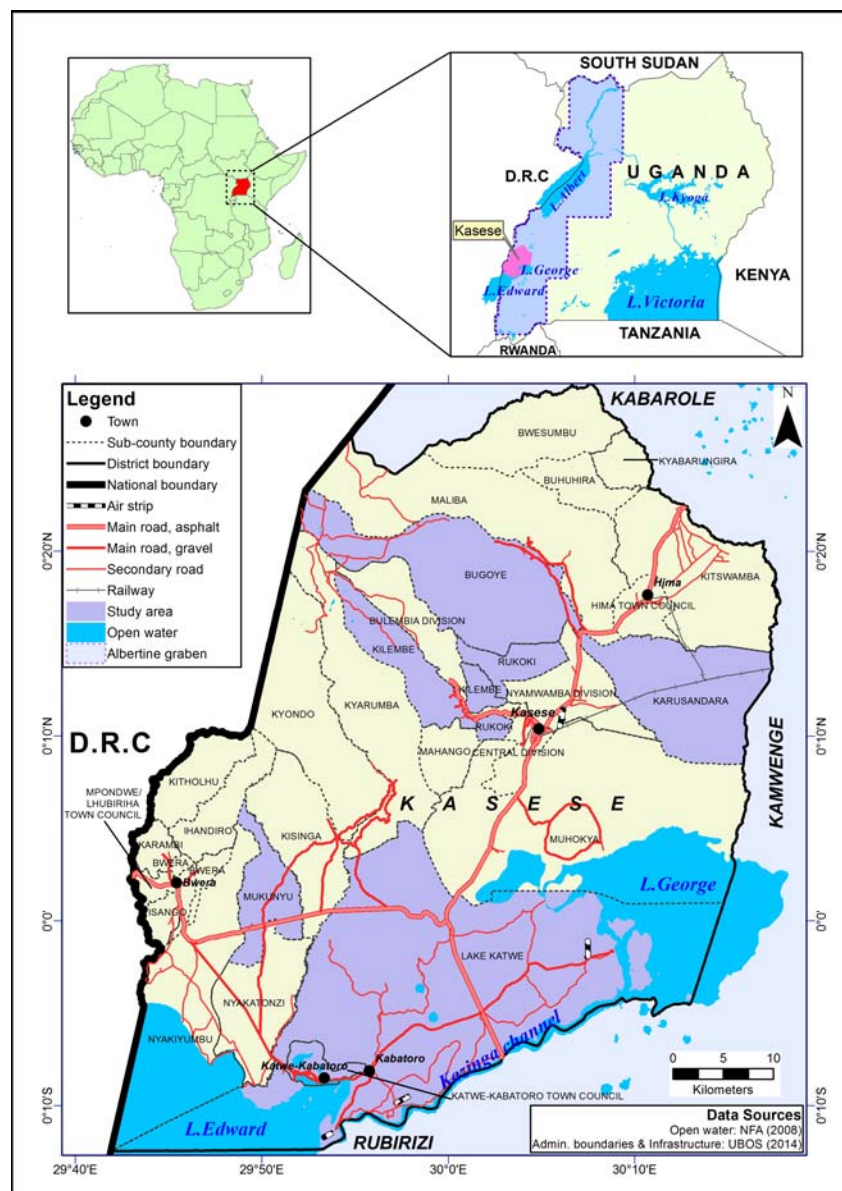 SOUTH SUDAN
D.R.C
UGANDA
L.Albert
L.Kyoga
Kasese
L.George
L.Edward
KENYA
L.Victoria
TANZANIA
RWANDA
Legend
Town
Sub-county boundary
District boundary
National boundary
Air strip
Main road, asphalt
Main road, gravel
Secondary road
Railway
Study area
Open water
Albertine graben
N
KABAROLE
BWESUMBU
KYABARUNGIRA
BUHUHIRA
MALIBA
0°20'N
0°20'N
BUGOYE
Hima
KITSWAMBA
HIMA TOWN COUNCIL
BULEMBIA DIVISION
KILEMBE
RUKOKI
KILEMBE
NYAMWAMBA DIVISION
KARUSANDARA
KYARUMBA
KYONDO
Kasese
RUKOKI
0°10'N
0°10'N
D.R.C
MAHANGO
CENTRAL DIVISION
KITHOLHU
MPONDWE/
LHUBIRIHA
TOWN COUNCIL
KASESE
KAMWENGE
IHANDIRO
KISINGA
KARAMBI
MUHOKYA
BWERA
BWERA
Bwera
L.George
MUKUNYU
ISANGO
0°0'
0°0'
LAKE KATWE
NYAKATONZI
NYAKIYUMBU
Kazinga channel
Katwe-Kabatoro
Kabatoro
0
5
10
Kilometers
KATWE-KABATORO TOWN COUNCIL
0°10'S
0°10'S
L.Edward
RUBIRIZI
Data Sources
Open water: NFA (2008)
Admin. boundaries & Infrastructure: UBOS (2014)
29°40'E
29°50'E
30°0'E
30°10'E